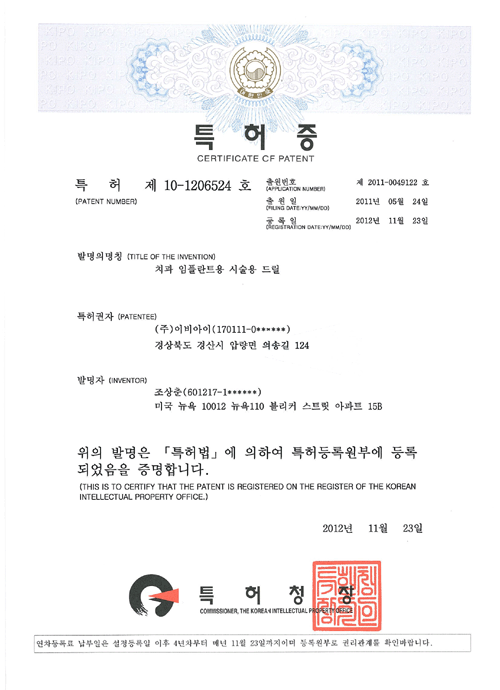 특허증
CERTIFICATE OF PATENT
특 허 제 10-1206524 호
(PATENT NUMBER)
출원번호 제 2011-0049122 호
(APPLICATION NUMBER)
출 원 일 2011년 05월 24일
(FILING DATE:YY/MM/DD)
등 록 일 2012년 11월 23일
(REGISTRATION DATE:YY/MM/DD)
발명의명칭 (TITLE OF THE INVENTION)
치과 임플란트용 시술용 드릴
특허권자 (PATENTEE)
(주)이비아이(170111-0******)
경상북도 경산시 압량면 의송길 124
발명자 (INVENTOR)
조상춘(601217-1******)
미국 뉴욕 10012 뉴욕110 블리커 스트릿 아파트 15B
위의 발명은 「특허법」에 의하여 특허등록원부에 등록
되었음을 증명합니다.
(THIS IS TO CERTIFY THAT THE PATENT IS REGISTERED ON THE REGISTER OF THE KOREAN
INTELLECTUAL PROPERTY OFFICE.)
2012년 11월 23일
특 허 청 장
COMMISSIONER, THE KOREAN INTELLECTUAL PROPERTY OFFICE
연차등록료 납부일은 설정등록일 이후 4년차부터 매년 11월 23일까지이며 등록원부로 권리관계를 확인바랍니다.